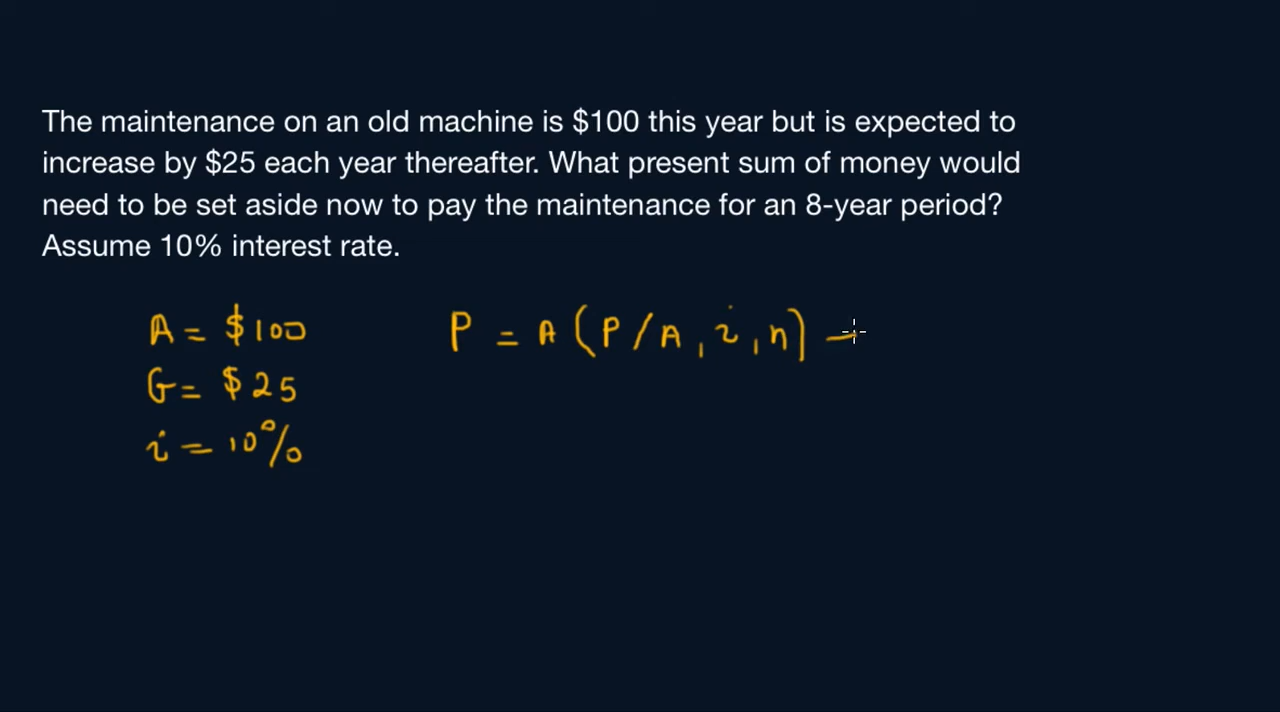 The maintenance on an old machine is $100 this year but is expected to
increase by $25 each year thereafter. What present sum of money would
need to be set aside now to pay the maintenance for an 8-year period?
Assume 10% interest rate.
A = $100
P = A (P/A, i, n) –
G = $25
i = 10%